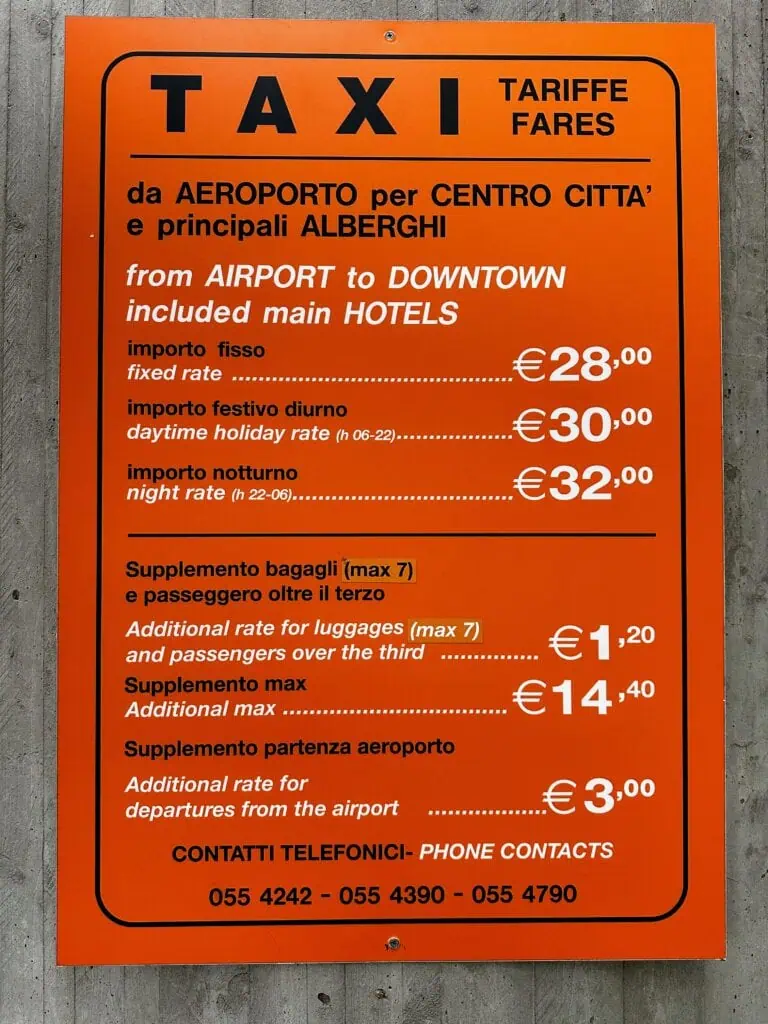 TAXI TARIFFE
FARES
da AEROPORTO per CENTRO CITTA'
e principali ALBERGHI
from AIRPORT to DOWNTOWN
included main HOTELS
importo fisso
fixed rate ........................................ €28,00
importo festivo diurno
daytime holiday rate (h 06-22)................. €30,00
importo notturno
night rate (h 22-06)................................ €32,00
Supplemento bagagli (max 7)
e passeggero oltre il terzo
Additional rate for luggages (max 7)
and passengers over the third .............. €1,20
Supplemento max
Additional max ................................ €14,40
Supplemento partenza aeroporto
Additional rate for
departures from the airport ................. €3,00
CONTATTI TELEFONICI- PHONE CONTACTS
055 4242 - 055 4390 - 055 4790